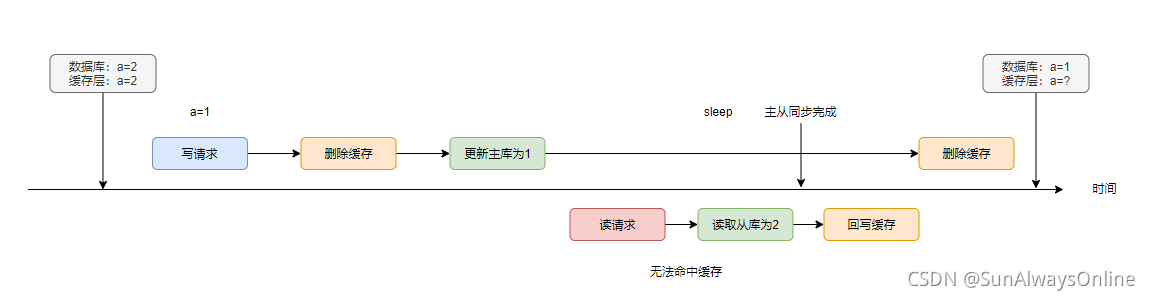 数据库：a=2
缓存层：a=2
数据库：a=1
缓存层：a=?
a=1
sleep
主从同步完成
写请求
删除缓存
更新主库为1
删除缓存
时间
读请求
读取从库为2
回写缓存
无法命中缓存
CSDN @SunAlwaysOnline